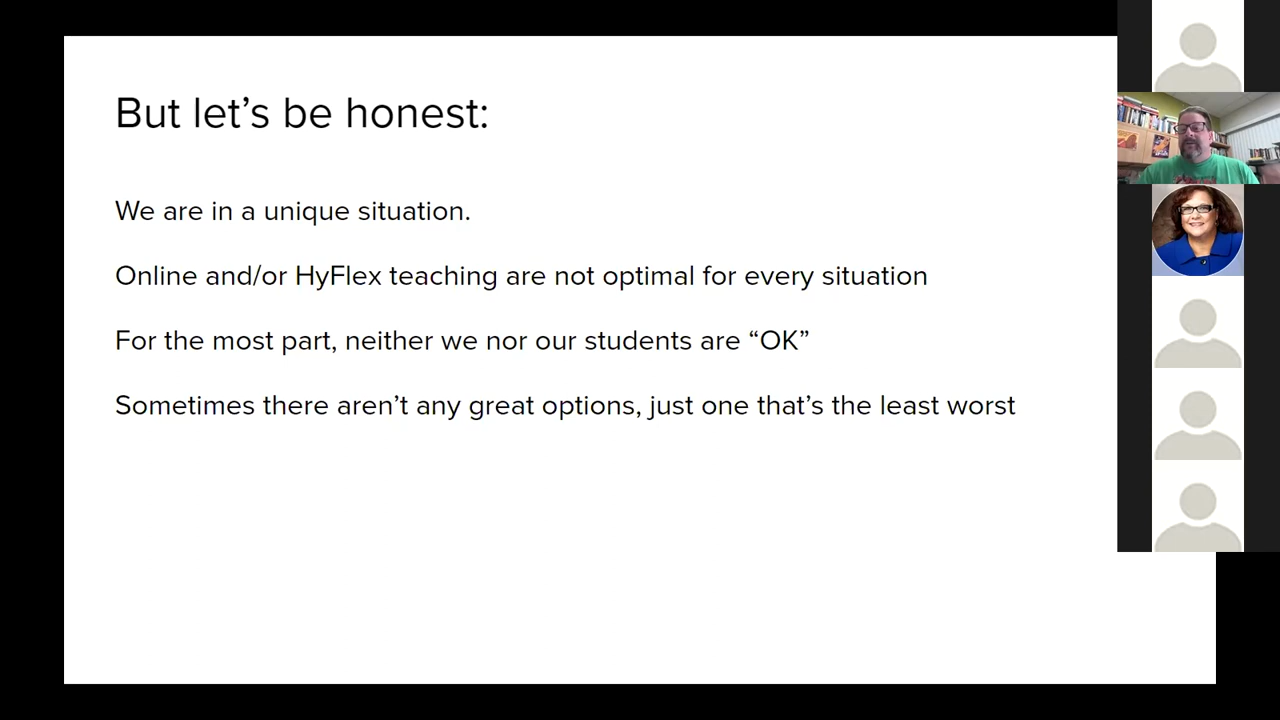 But let’s be honest:
We are in a unique situation.
Online and/or HyFlex teaching are not optimal for every situation
For the most part, neither we nor our students are “OK”
Sometimes there aren’t any great options, just one that’s the least worst